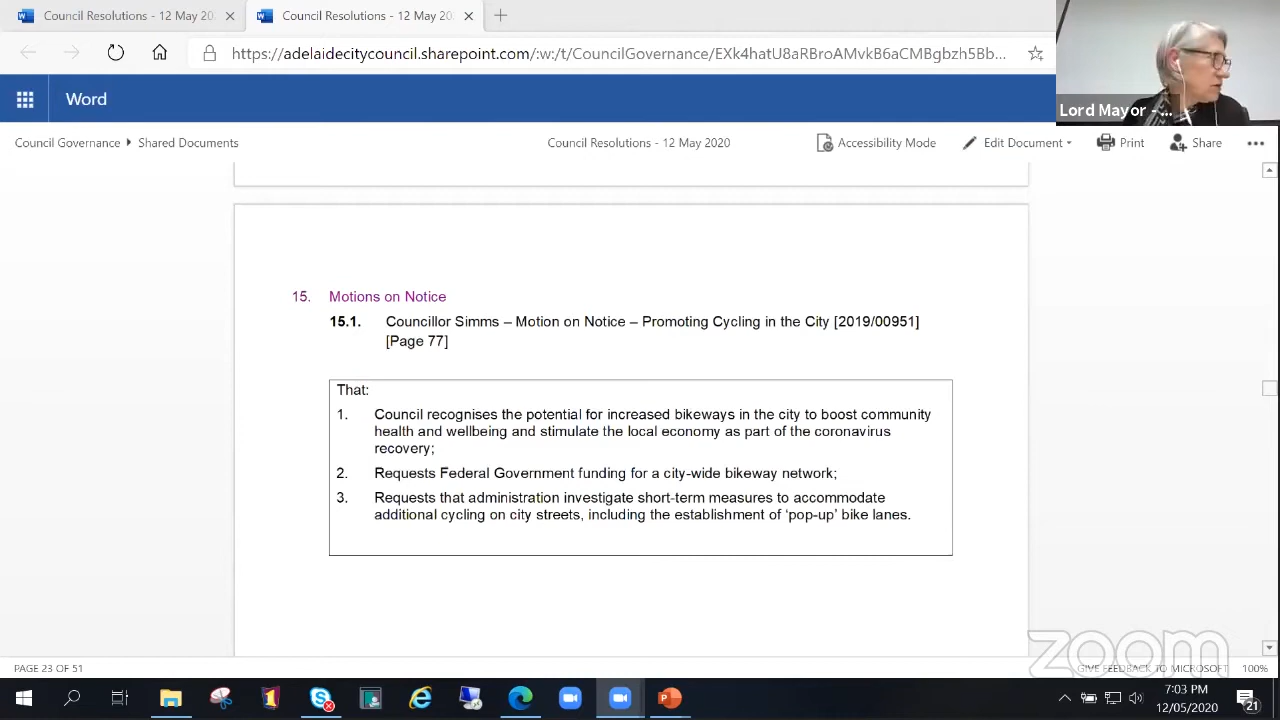 Council Resolutions - 12 May 202
Council Resolutions - 12 May 202
https://adelaidecitycouncil.sharepoint.com/:w:/t/CouncilGovernance/EXk4hatU8aRBroAMvkB6aCMBgbzh5Bb...
Lord Mayor - ...
Word
Council Governance
Shared Documents
Council Resolutions - 12 May 2020
Accessibility Mode
Edit Document
Print
Share
15. Motions on Notice
15.1. Councillor Simms – Motion on Notice – Promoting Cycling in the City [2019/00951]
[Page 77]
That:
1. Council recognises the potential for increased bikeways in the city to boost community
health and wellbeing and stimulate the local economy as part of the coronavirus
recovery;
2. Requests Federal Government funding for a city-wide bikeway network;
3. Requests that administration investigate short-term measures to accommodate
additional cycling on city streets, including the establishment of ‘pop-up’ bike lanes.
zoom
PAGE 23 OF 51
GIVE FEEDBACK TO MICROSOFT
100%
7:03 PM
12/05/2020
21